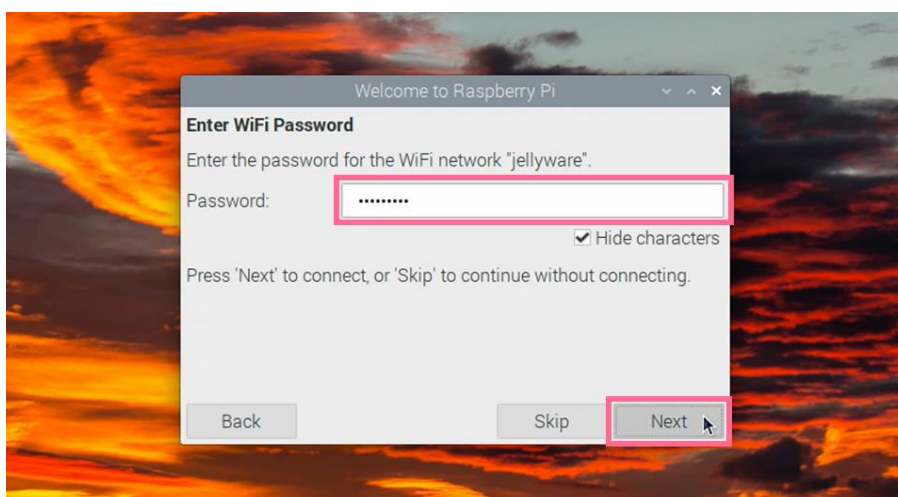 Welcome to Raspberry Pi
Enter WiFi Password
Enter the password for the WiFi network "jellyware".
Password: •••••••••
Hide characters
Press 'Next' to connect, or 'Skip' to continue without connecting.
Back Skip Next